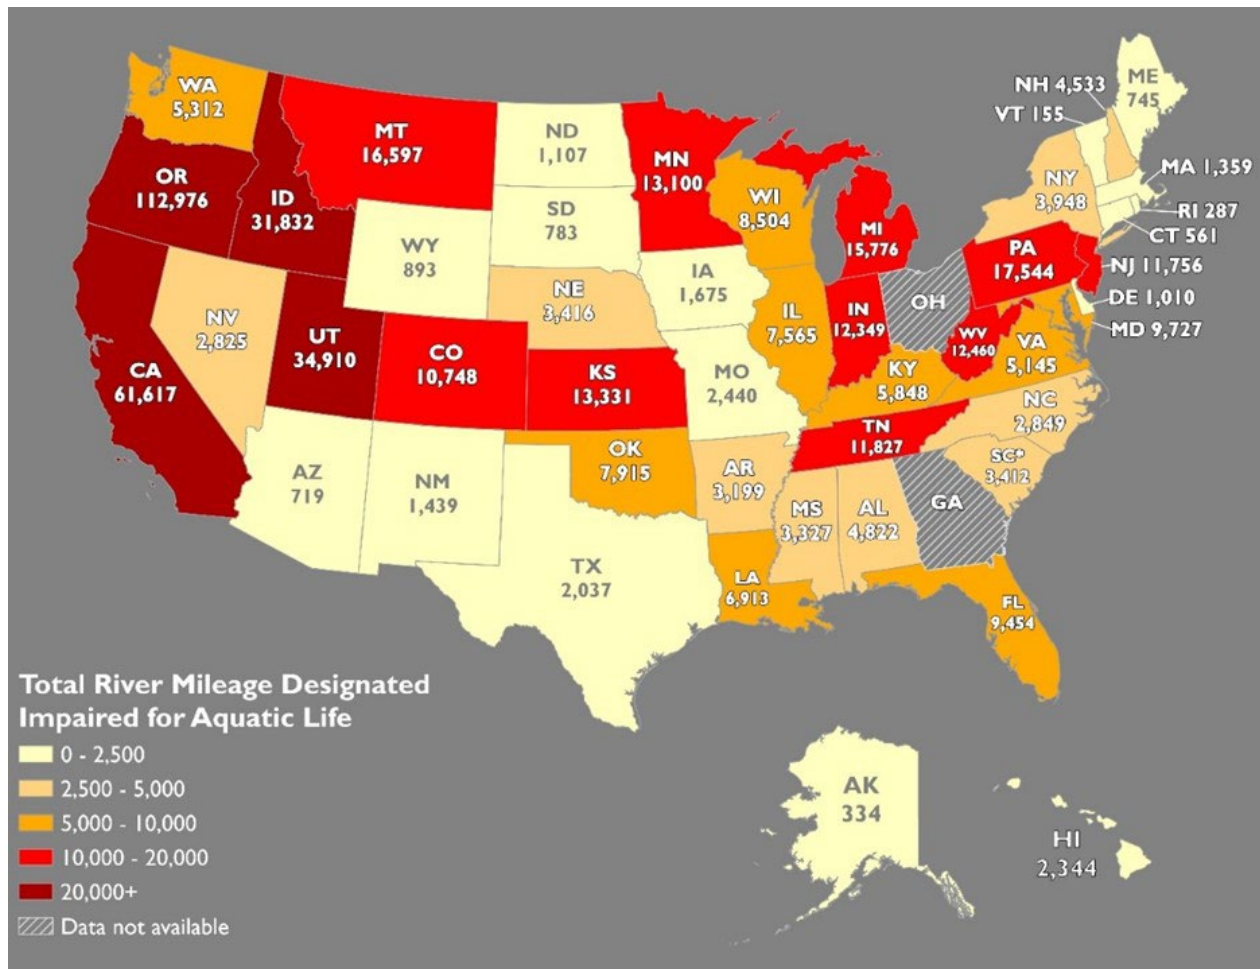 WA
5,312
OR
112,976
ID
31,832
MT
16,597
ND
1,107
MN
13,100
SD
783
WY
893
WI
8,504
MI
15,776
NH 4,533
VT 155
ME
745
NY
3,948
MA 1,359
RI 287
CT 561
PA
17,544
NJ 11,756
DE 1,010
MD 9,727
CA
61,617
NV
2,825
UT
34,910
CO
10,748
NE
3,416
IA
1,675
IL
7,565
IN
12,349
OH
WV
12,460
VA
5,145
KS
13,331
MO
2,440
KY
5,848
NC
2,849
TN
11,827
SC*
3,412
AZ
719
NM
1,439
OK
7,915
AR
3,199
MS
3,327
AL
4,822
GA
TX
2,037
LA
6,913
FL
9,454
AK
334
HI
2,344
Total River Mileage Designated
Impaired for Aquatic Life
0 - 2,500
2,500 - 5,000
5,000 - 10,000
10,000 - 20,000
20,000+
Data not available